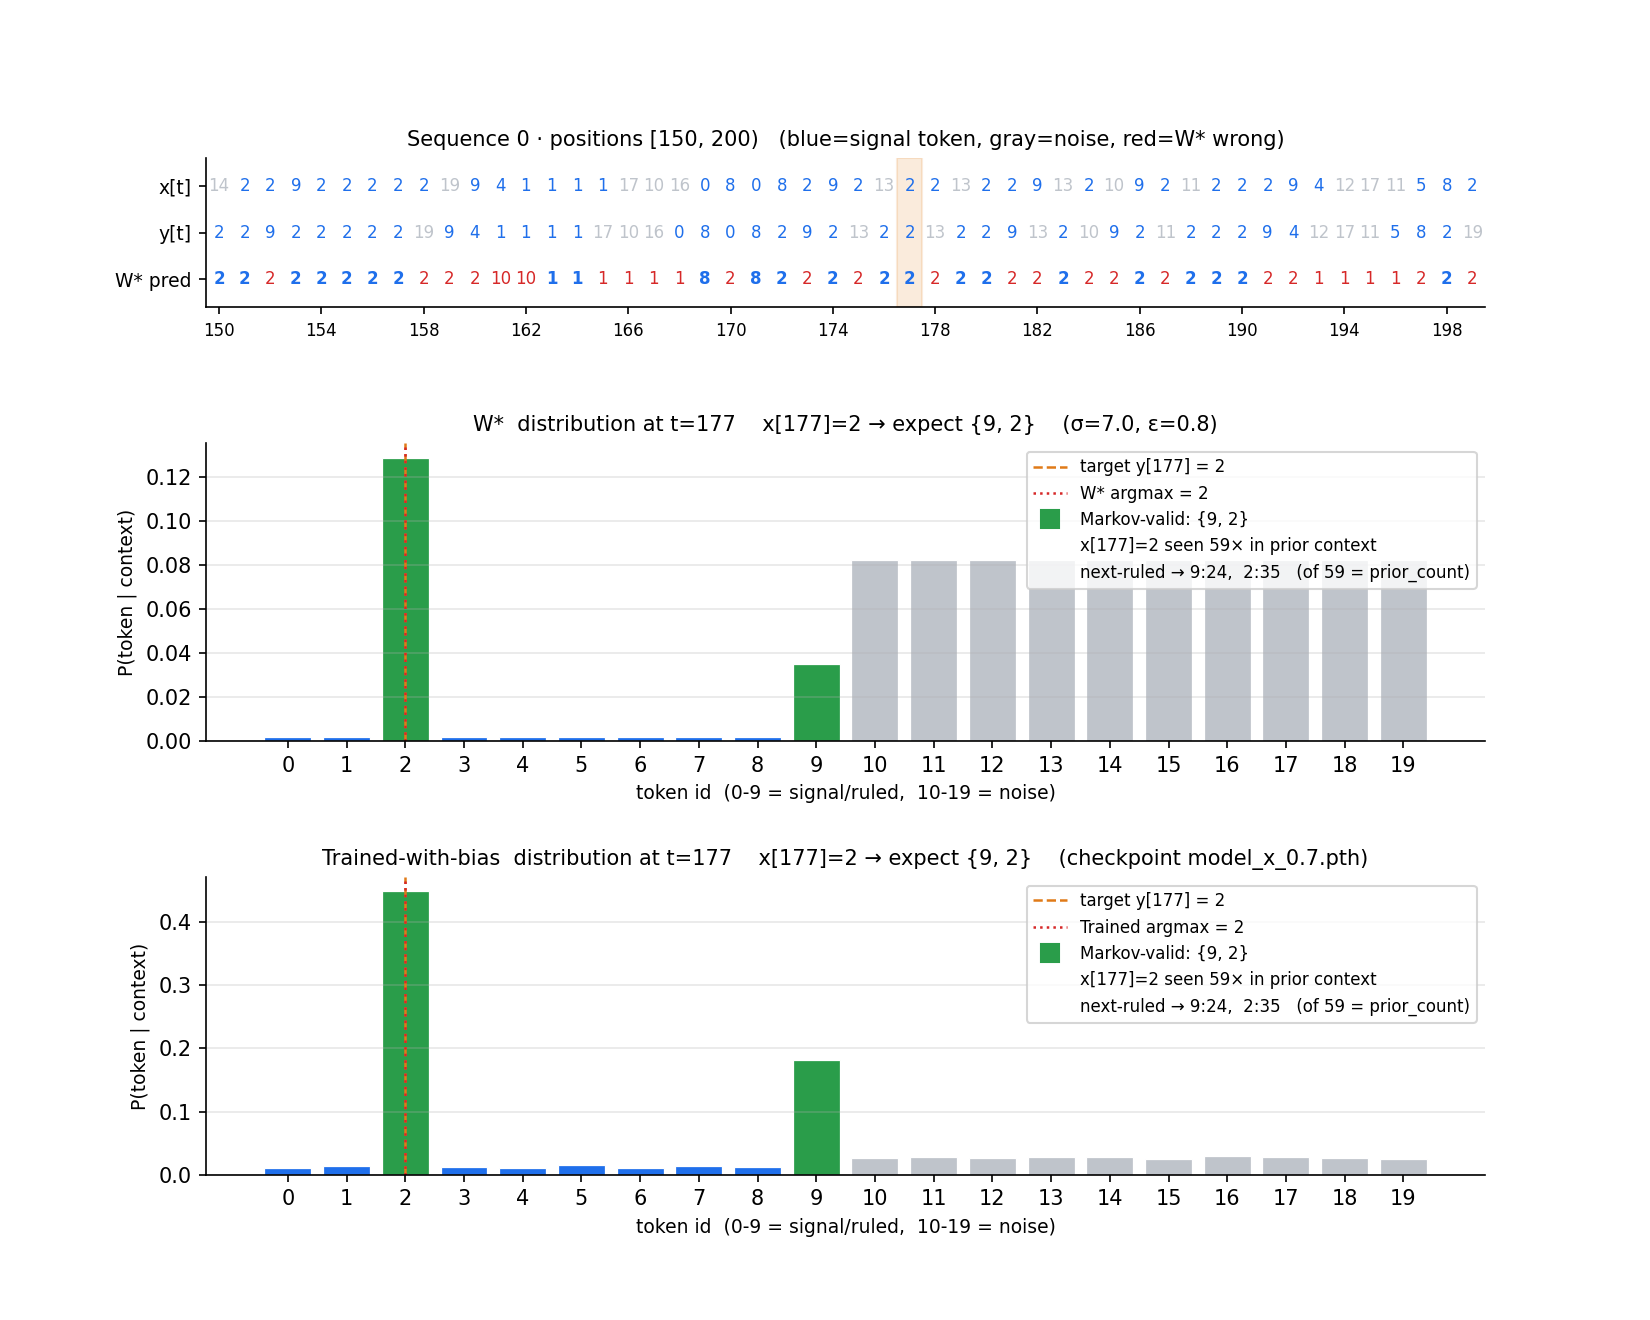 Sequence 0 · positions [150, 200)   (blue=signal token, gray=noise, red=W* wrong)
x[t] 14 2 2 9 2 2 2 2 2 19 9 4 1 1 1 1 17 10 16 0 8 0 8 2 9 2 13 2 2 13 2 2 9 13 2 10 9 2 11 2 2 2 9 4 12 17 11 5 8 2
y[t] 2 2 9 2 2 2 2 2 19 9 4 1 1 1 1 17 10 16 0 8 0 8 2 9 2 13 2 2 13 2 2 9 13 2 10 9 2 11 2 2 2 9 4 12 17 11 5 8 2 19
W* pred 2 2 2 2 2 2 2 2 2 2 2 10 10 1 1 1 1 1 1 8 2 8 2 2 2 2 2 2 2 2 2 2 2 2 2 2 2 2 2 2 2 2 2 1 1 1 1 2 2 2
150 154 158 162 166 170 174 178 182 186 190 194 198
W*  distribution at t=177    x[177]=2 → expect {9, 2}    (σ=7.0, ε=0.8)
P(token | context)
0.12
0.10
0.08
0.06
0.04
0.02
0.00
target y[177] = 2
W* argmax = 2
Markov-valid: {9, 2}
x[177]=2 seen 59× in prior context
next-ruled → 9:24,  2:35   (of 59 = prior_count)
0 1 2 3 4 5 6 7 8 9 10 11 12 13 14 15 16 17 18 19
token id  (0-9 = signal/ruled,  10-19 = noise)
Trained-with-bias  distribution at t=177    x[177]=2 → expect {9, 2}    (checkpoint model_x_0.7.pth)
P(token | context)
0.4
0.3
0.2
0.1
0.0
target y[177] = 2
Trained argmax = 2
Markov-valid: {9, 2}
x[177]=2 seen 59× in prior context
next-ruled → 9:24,  2:35   (of 59 = prior_count)
0 1 2 3 4 5 6 7 8 9 10 11 12 13 14 15 16 17 18 19
token id  (0-9 = signal/ruled,  10-19 = noise)